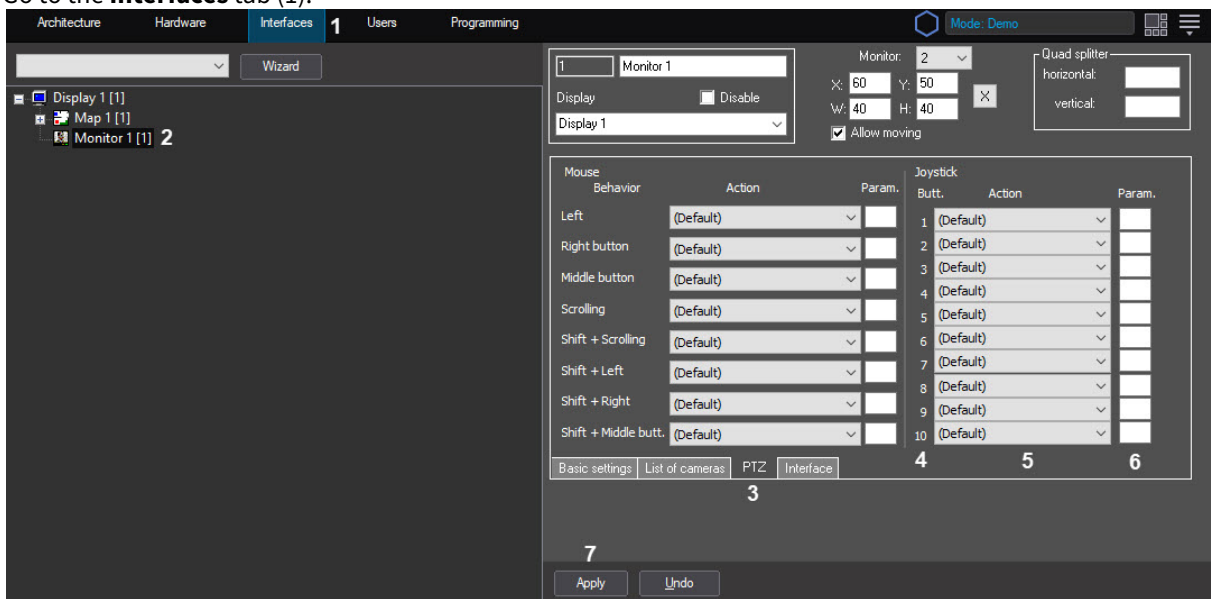 Go to the Interfaces tab (1).
Architecture Hardware Interfaces 1 Users Programming Mode: Demo
Wizard
Display 1 [1]
Map 1 [1]
Monitor 1 [1] 2
1 Monitor 1
Display Disable
Display 1
Monitor: 2
X: 60 Y: 50 X
W: 40 H: 40
Allow moving
Quad splitter
horizontal:
vertical:
Mouse
Behavior Action Param.
Left (Default)
Right button (Default)
Middle button (Default)
Scrolling (Default)
Shift + Scrolling (Default)
Shift + Left (Default)
Shift + Right (Default)
Shift + Middle butt. (Default)
Joystick
Butt. Action Param.
1 (Default)
2 (Default)
3 (Default)
4 (Default)
5 (Default)
6 (Default)
7 (Default)
8 (Default)
9 (Default)
10 (Default)
4 5 6
Basic settings List of cameras PTZ Interface
3
7
Apply Undo